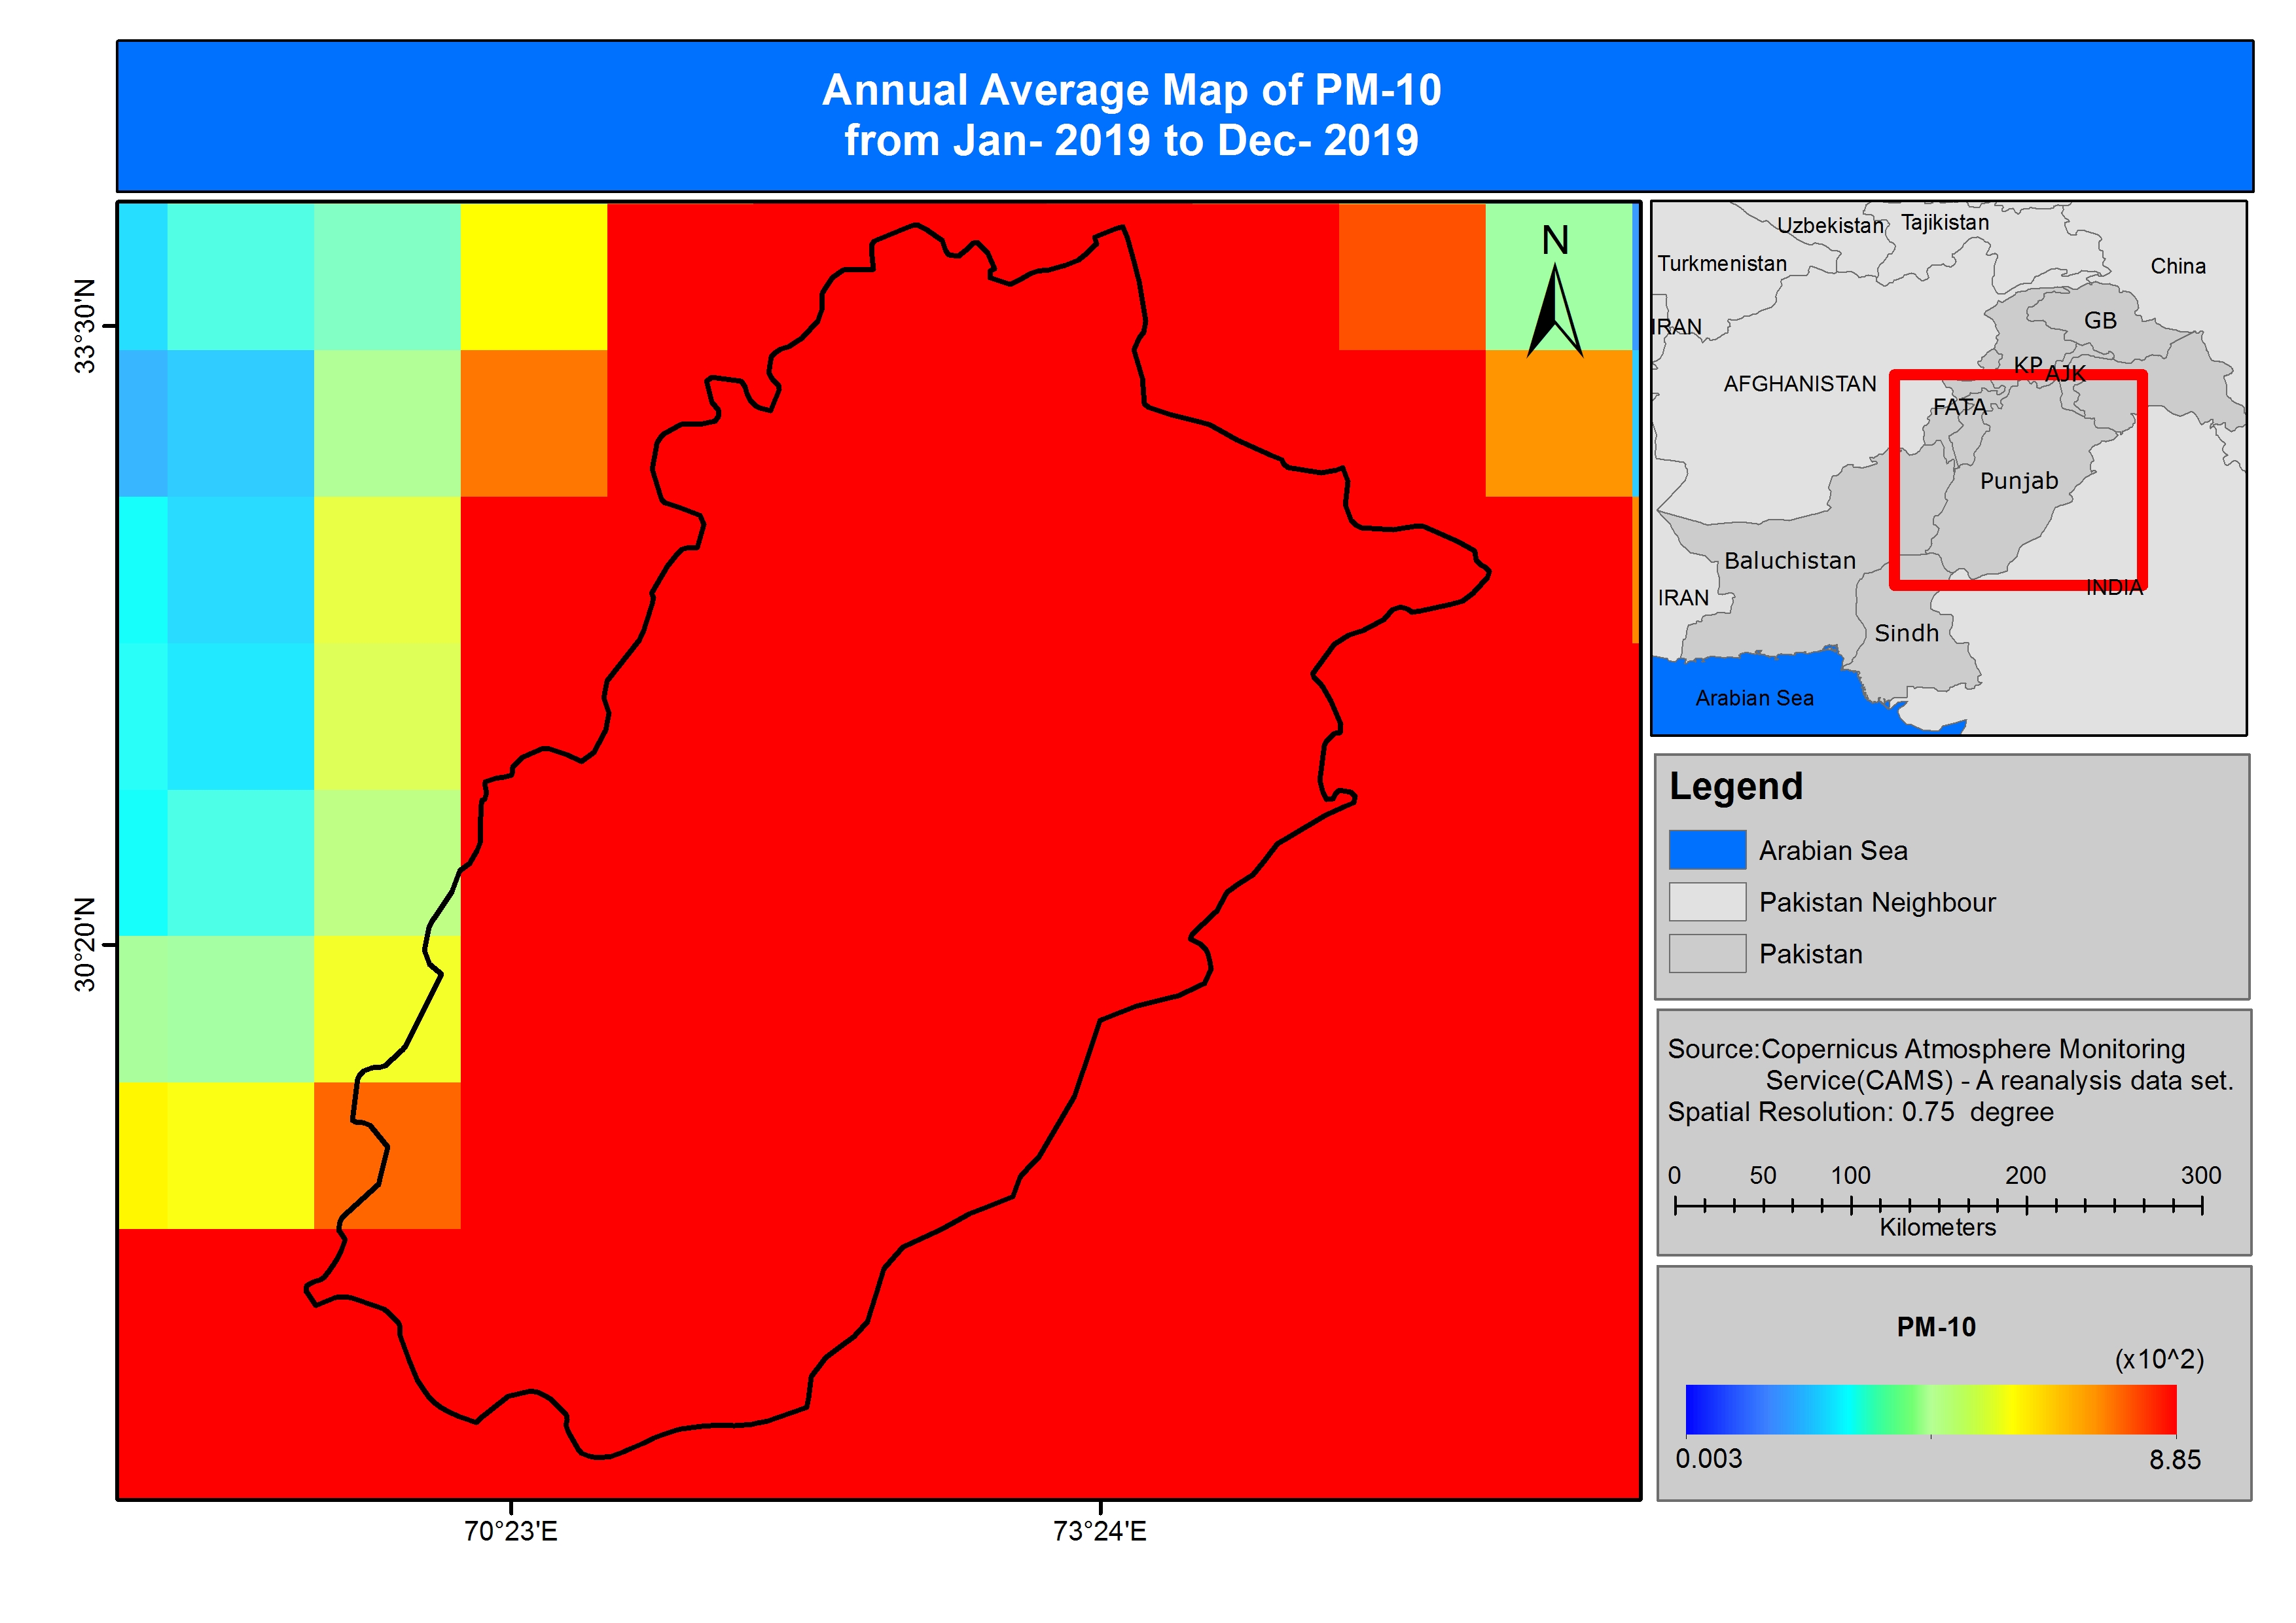 Annual Average Map of PM-10
from Jan- 2019 to Dec- 2019
N
33°30'N
30°20'N
70°23'E
73°24'E
Uzbekistan
Tajikistan
Turkmenistan
China
IRAN
GB
KP
AJK
AFGHANISTAN
FATA
Punjab
Baluchistan
INDIA
IRAN
Sindh
Arabian Sea
Legend
Arabian Sea
Pakistan Neighbour
Pakistan
Source:Copernicus Atmosphere Monitoring
Service(CAMS) - A reanalysis data set.
Spatial Resolution: 0.75 degree
0 50 100 200 300
Kilometers
PM-10
(x10^2)
0.003 8.85